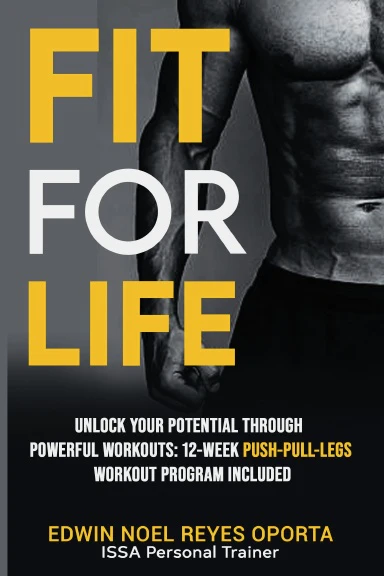 FIT
FOR
LIFE
UNLOCK YOUR POTENTIAL THROUGH
POWERFUL WORKOUTS: 12-WEEK PUSH-PULL-LEGS
WORKOUT PROGRAM INCLUDED
EDWIN NOEL REYES OPORTA
ISSA Personal Trainer